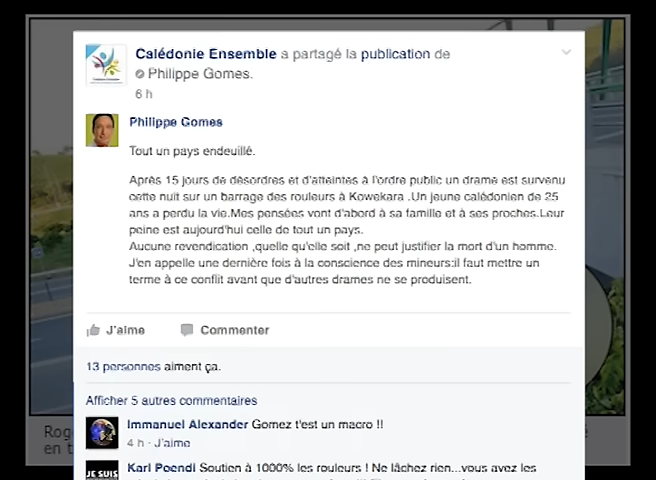 Calédonie Ensemble a partagé la publication de
Philippe Gomes.
6 h
Philippe Gomes
Tout un pays endeuillé.
Après 15 jours de désordres et d'atteintes à l'ordre public un drame est survenu
cette nuit sur un barrage des rouleurs à Kowekara .Un jeune calédonien de 25
ans a perdu la vie.Mes pensées vont d'abord à sa famille et à ses proches.Leur
peine est aujourd'hui celle de tout un pays.
Aucune revendication ,quelle qu'elle soit ,ne peut justifier la mort d'un homme.
J'en appelle une dernière fois à la conscience des mineurs:il faut mettre un
terme à ce conflit avant que d'autres drames ne se produisent.
J'aime Commenter
13 personnes aiment ça.
Afficher 5 autres commentaires
Immanuel Alexander Gomez t'est un macro !!
4 h · J'aime
JE SUIS
Karl Poendi Soutien à 1000% les rouleurs ! Ne lâchez rien...vous avez les
Rog
en t